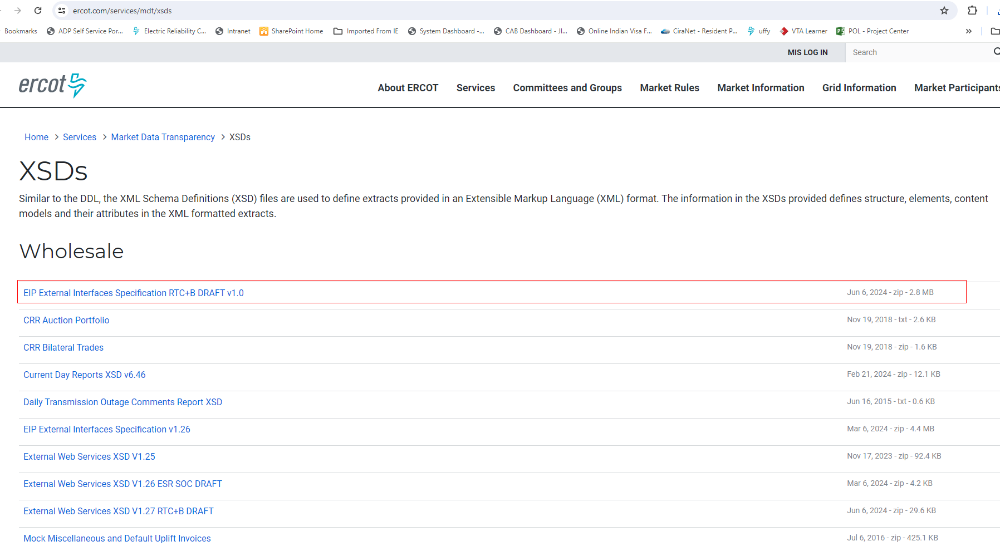 ercot.com/services/mdt/xsds
Bookmarks ADP Self Service Por... Electric Reliability C... Intranet SharePoint Home Imported From IE System Dashboard -... CAB Dashboard - JI... Online Indian Visa F... CiraNet - Resident P... uffy VTA Learner POL - Project Center »
MIS LOG IN Search
ercot
About ERCOT Services Committees and Groups Market Rules Market Information Grid Information Market Participants
Home > Services > Market Data Transparency > XSDs
XSDs
Similar to the DDL, the XML Schema Definitions (XSD) files are used to define extracts provided in an Extensible Markup Language (XML) format. The information in the XSDs provided defines structure, elements, content
models and their attributes in the XML formatted extracts.
Wholesale
EIP External Interfaces Specification RTC+B DRAFT v1.0 Jun 6, 2024 - zip - 2.8 MB
CRR Auction Portfolio Nov 19, 2018 - txt - 2.6 KB
CRR Bilateral Trades Nov 19, 2018 - zip - 1.6 KB
Current Day Reports XSD v6.46 Feb 21, 2024 - zip - 12.1 KB
Daily Transmission Outage Comments Report XSD Jun 16, 2015 - txt - 0.6 KB
EIP External Interfaces Specification v1.26 Mar 6, 2024 - zip - 4.4 MB
External Web Services XSD V1.25 Nov 17, 2023 - zip - 92.4 KB
External Web Services XSD V1.26 ESR SOC DRAFT Mar 6, 2024 - zip - 4.2 KB
External Web Services XSD V1.27 RTC+B DRAFT Jun 6, 2024 - zip - 29.6 KB
Mock Miscellaneous and Default Uplift Invoices Jul 6, 2016 - zip - 425.1 KB